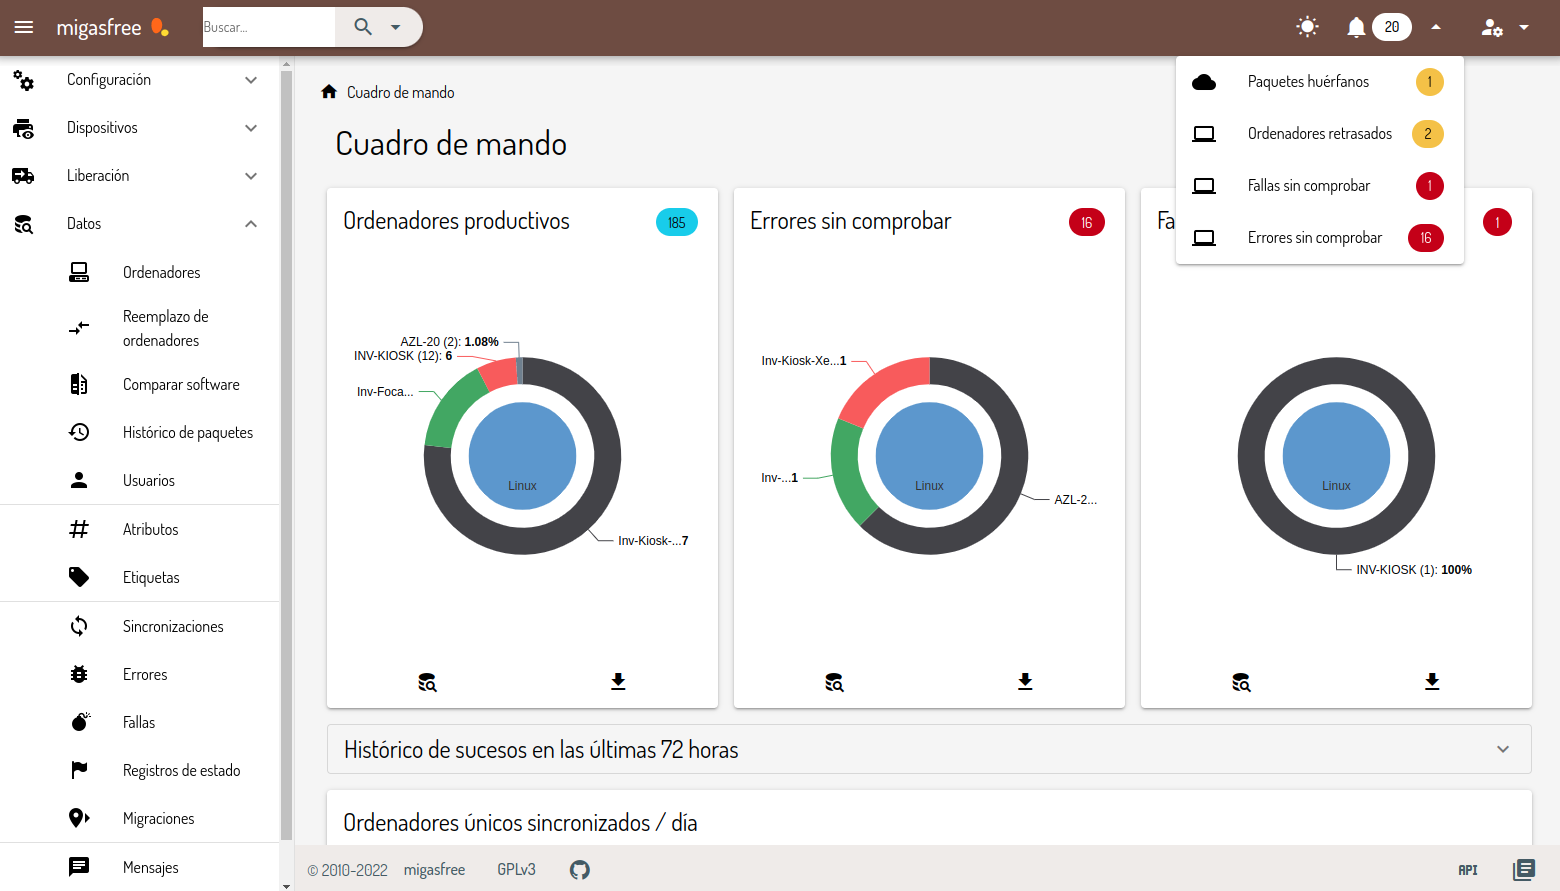 migasfree
Buscar...
20
Configuración
Dispositivos
Liberación
Datos
Ordenadores
Reemplazo de
ordenadores
Comparar software
Histórico de paquetes
Usuarios
Atributos
Etiquetas
Sincronizaciones
Errores
Fallas
Registros de estado
Migraciones
Mensajes
Paquetes huérfanos 1
Ordenadores retrasados 2
Fallas sin comprobar 1
Errores sin comprobar 16
Cuadro de mando
Cuadro de mando
Ordenadores productivos 185
AZL-20 (2): 1.08%
INV-KIOSK (12): 6
Inv-Foca...
Linux
Inv-Kiosk-...7
Errores sin comprobar 16
Inv-Kiosk-Xe...1
Inv-...1
Linux
AZL-2...
Fa 1
Linux
INV-KIOSK (1): 100%
Histórico de sucesos en las últimas 72 horas
Ordenadores únicos sincronizados / día
© 2010-2022 migasfree GPLv3
API